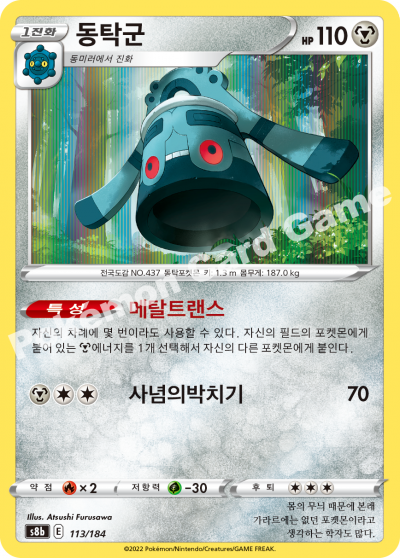 1진화
동탁군
HP 110
동미러에서 진화
전국도감 NO.437 동탁포켓몬 키: 1.3 m 몸무게: 187.0 kg
특성 메탈트랜스
자신의 차례에 몇 번이라도 사용할 수 있다. 자신의 필드의 포켓몬에게
붙어 있는 에너지를 1개 선택해서 자신의 다른 포켓몬에게 붙인다.
사념의박치기 70
약점 ×2 저항력 -30 후퇴
Illus. Atsushi Furusawa
s8b E 113/184
몸의 무늬 때문에 본래
가라르에는 없던 포켓몬이라고
생각하는 학자도 많다.
©2022 Pokémon/Nintendo/Creatures/GAME FREAK.
Pokémon Card Game